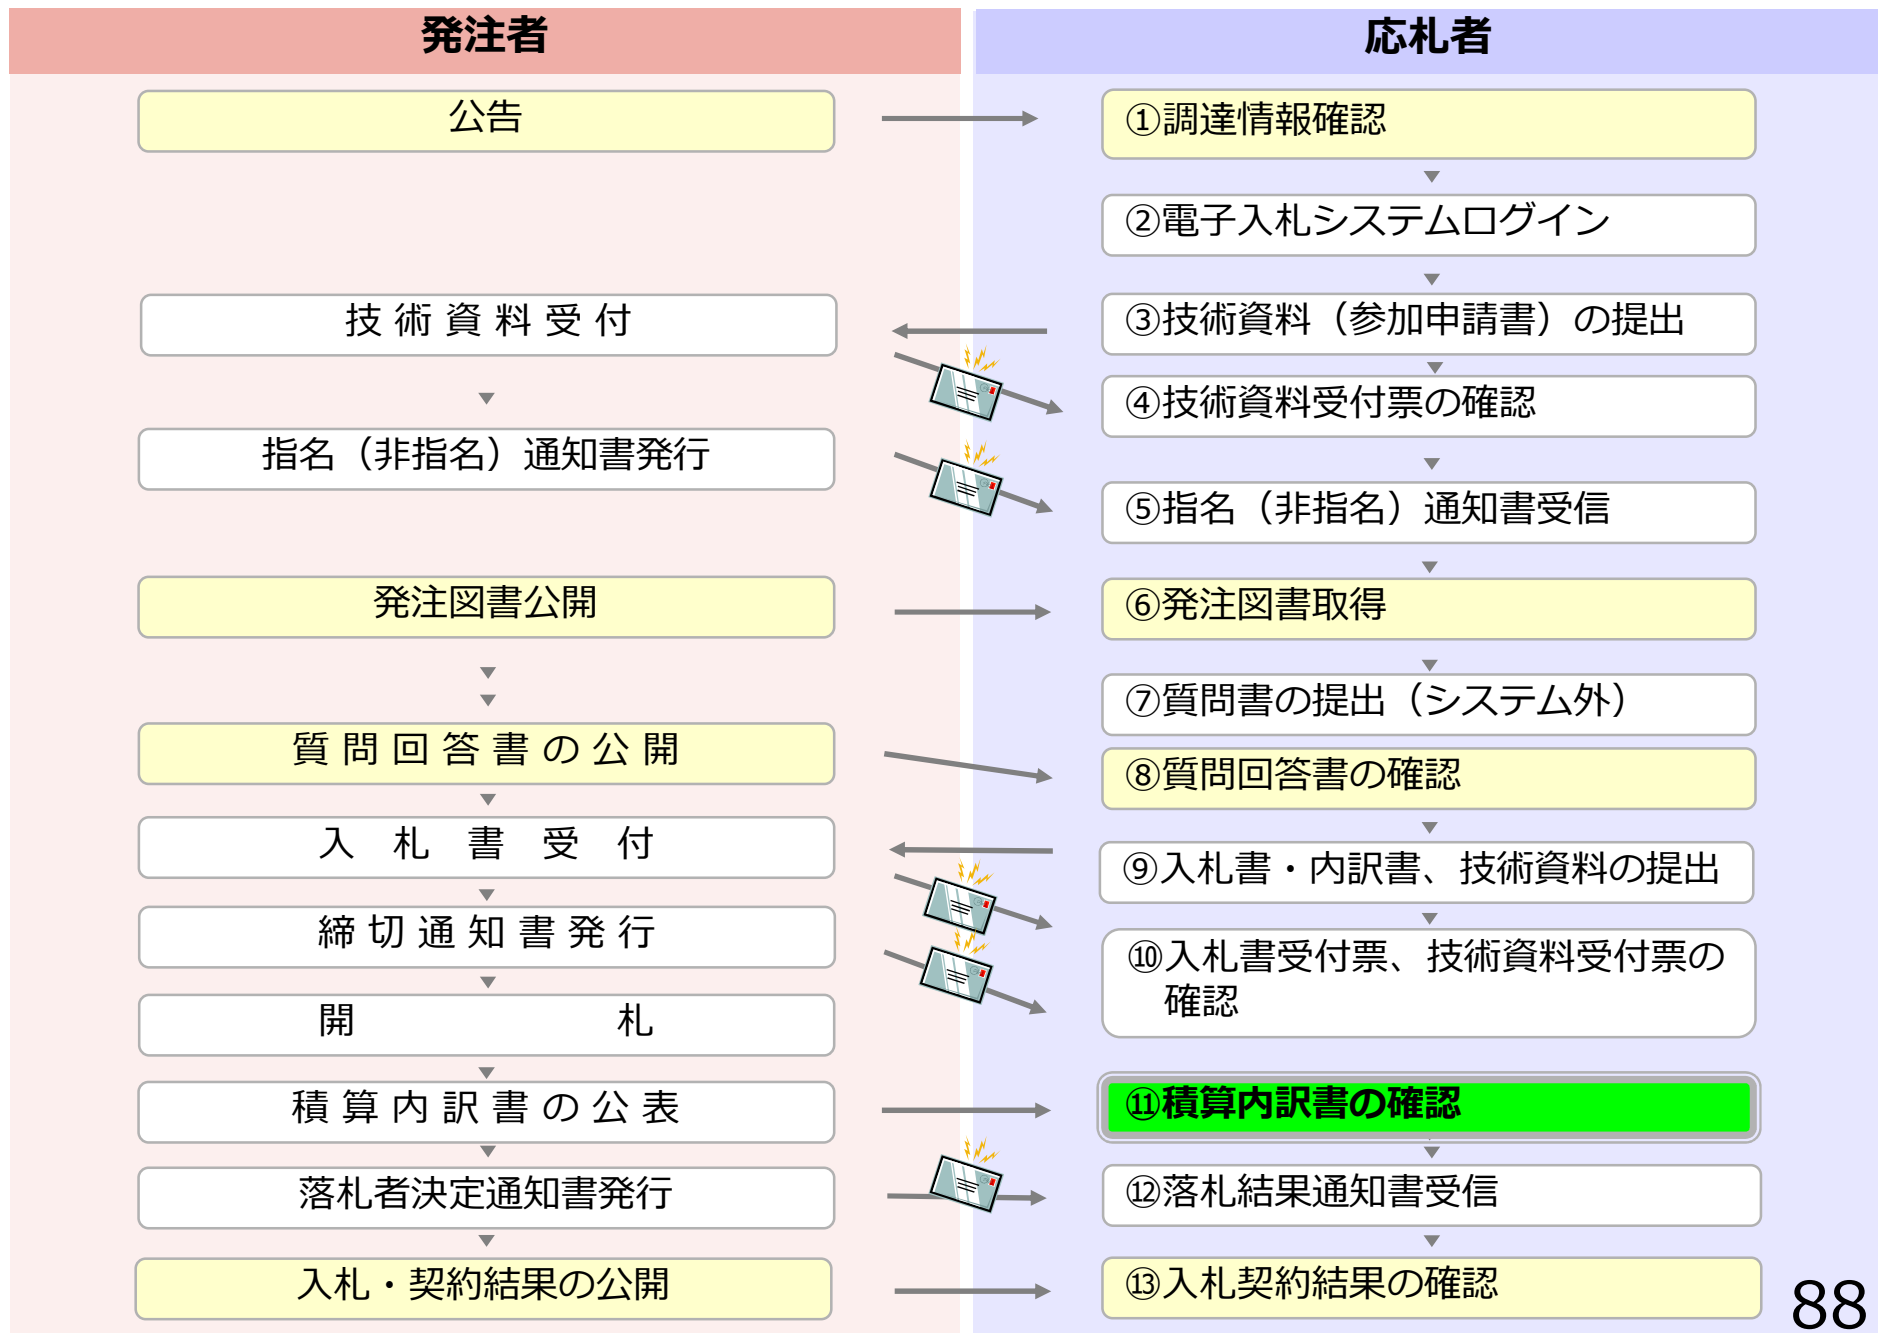 発注者
応札者
公告
①調達情報確認
②電子入札システムログイン
技術資料受付
③技術資料（参加申請書）の提出
④技術資料受付票の確認
指名（非指名）通知書発行
⑤指名（非指名）通知書受信
発注図書公開
⑥発注図書取得
⑦質問書の提出（システム外）
質問回答書の公開
⑧質問回答書の確認
入札書受付
⑨入札書・内訳書、技術資料の提出
締切通知書発行
⑩入札書受付票、技術資料受付票の
確認
開札
積算内訳書の公表
⑪積算内訳書の確認
落札者決定通知書発行
⑫落札結果通知書受信
入札・契約結果の公開
⑬入札契約結果の確認
88